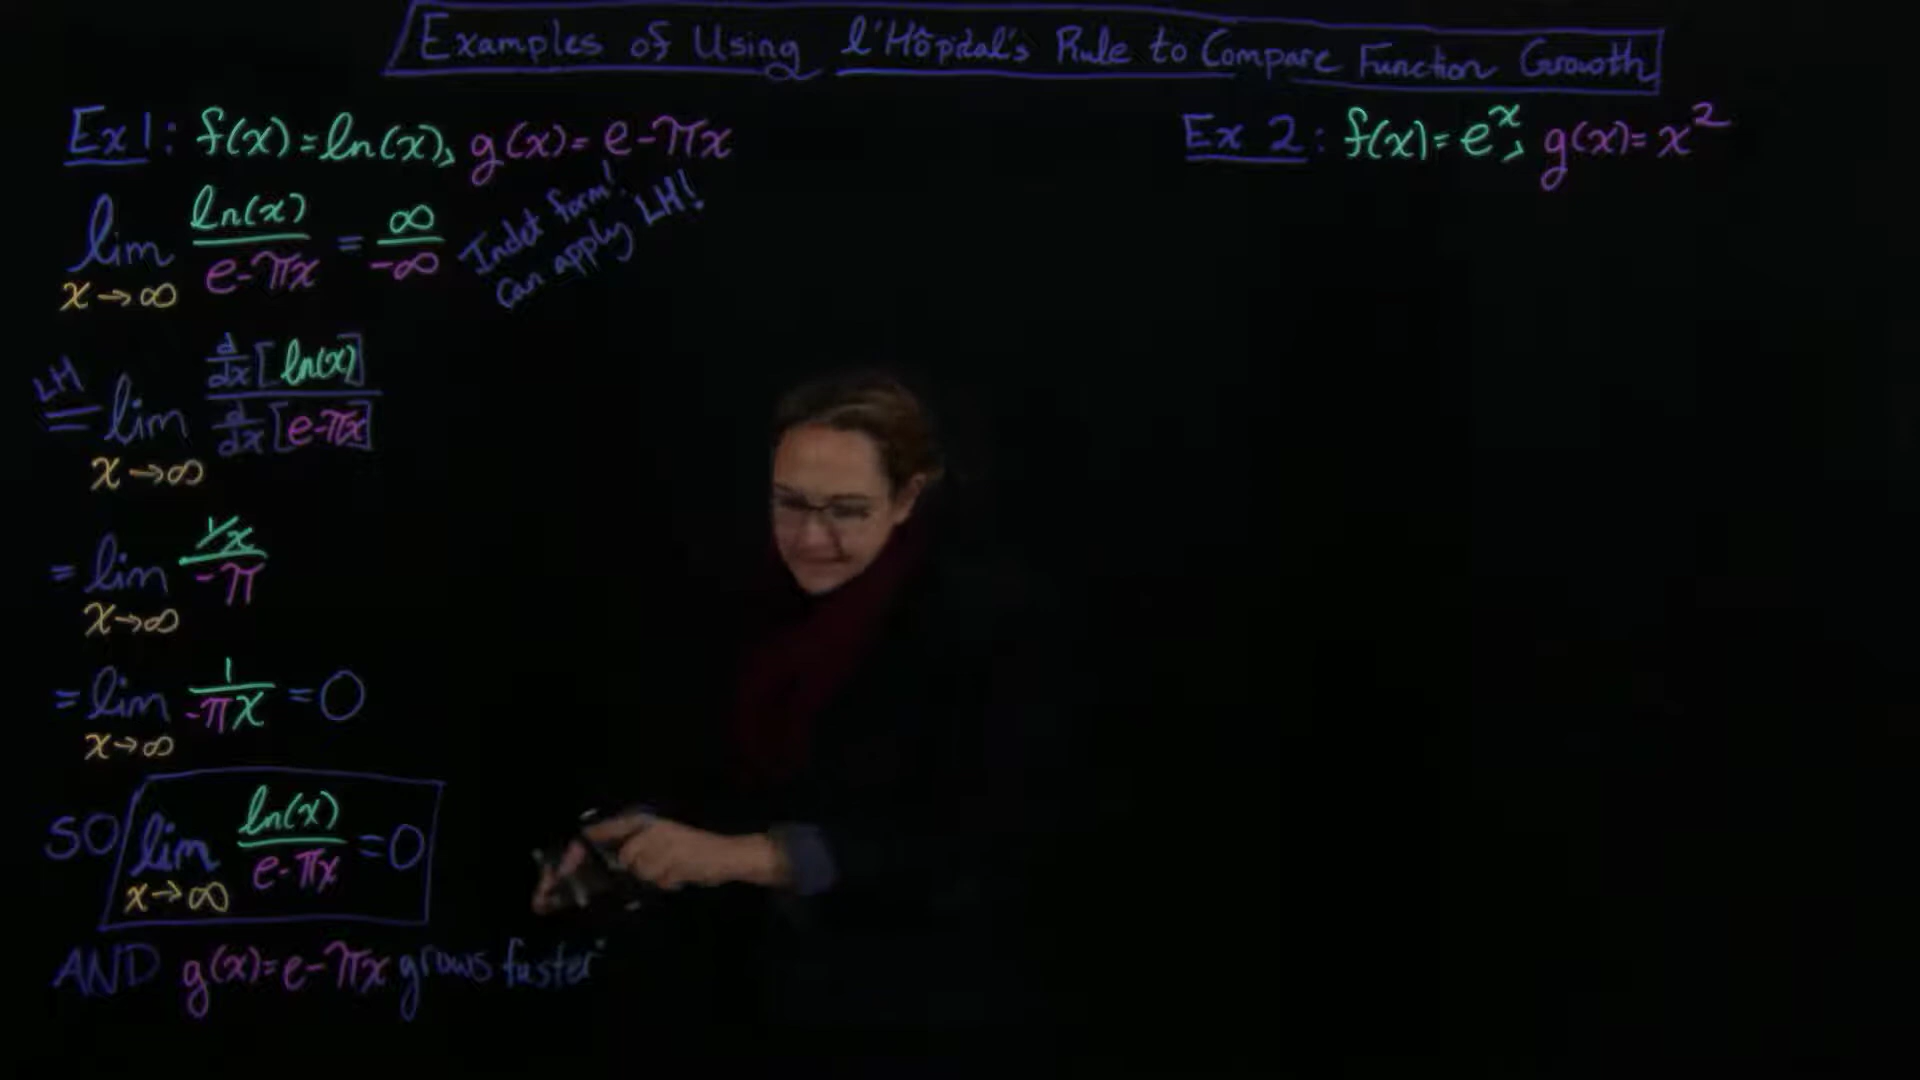 Examples of Using l'Hôpital's Rule to Compare Function Growth
Ex 1: f(x)=ln(x), g(x)=e-πx
lim x→∞ ln(x)/(e-πx) = ∞/-∞
Indet form!
Can apply LH!
LH= lim x→∞ d/dx[ln(x)] / d/dx[e-πx]
= lim x→∞ (1/x)/(-π)
= lim x→∞ 1/(-πx) = 0
SO lim x→∞ ln(x)/(e-πx) = 0
AND g(x)=e-πx grows faster
Ex 2: f(x)=e^x, g(x)=x^2